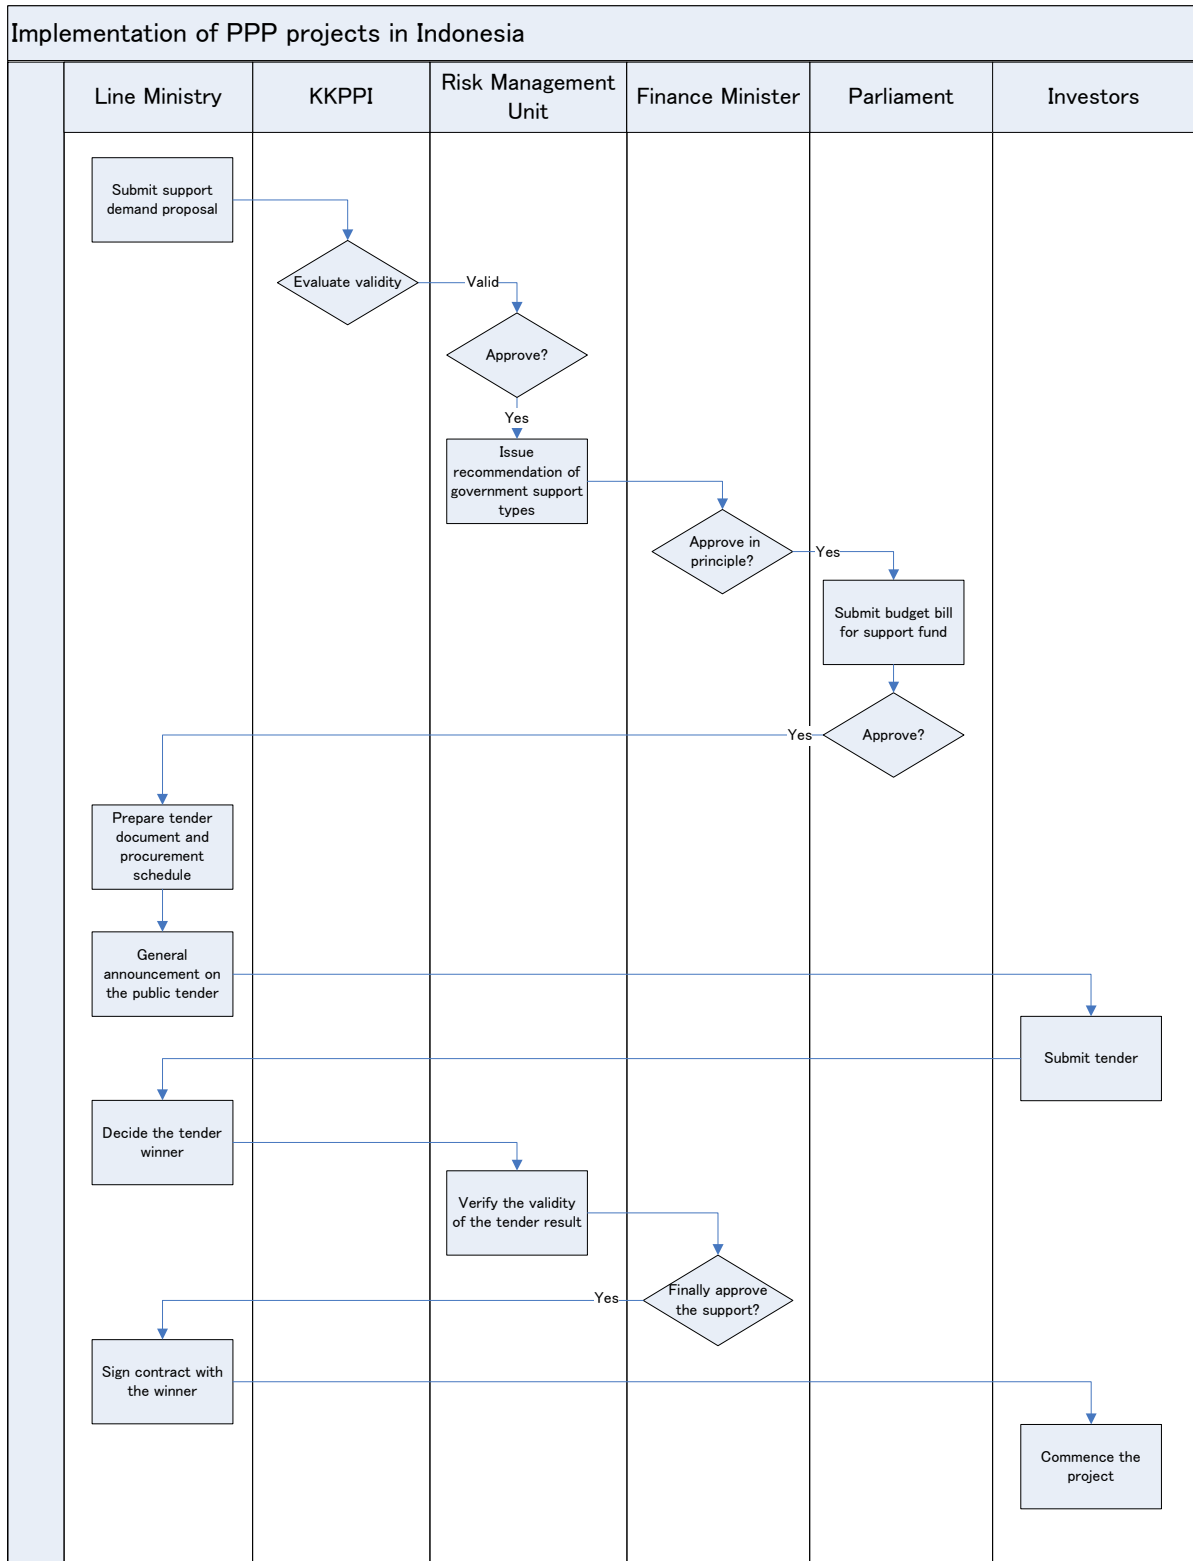 Implementation of PPP projects in Indonesia
Line Ministry
KKPPI
Risk Management
Unit
Finance Minister
Parliament
Investors
Submit support
demand proposal
Evaluate validity
Valid
Approve?
Yes
Issue
recommendation of
government support
types
Approve in
principle?
Yes
Submit budget bill
for support fund
Approve?
Yes
Prepare tender
document and
procurement
schedule
General
announcement on
the public tender
Submit tender
Decide the tender
winner
Verify the validity
of the tender result
Finally approve
the support?
Yes
Sign contract with
the winner
Commence the
project